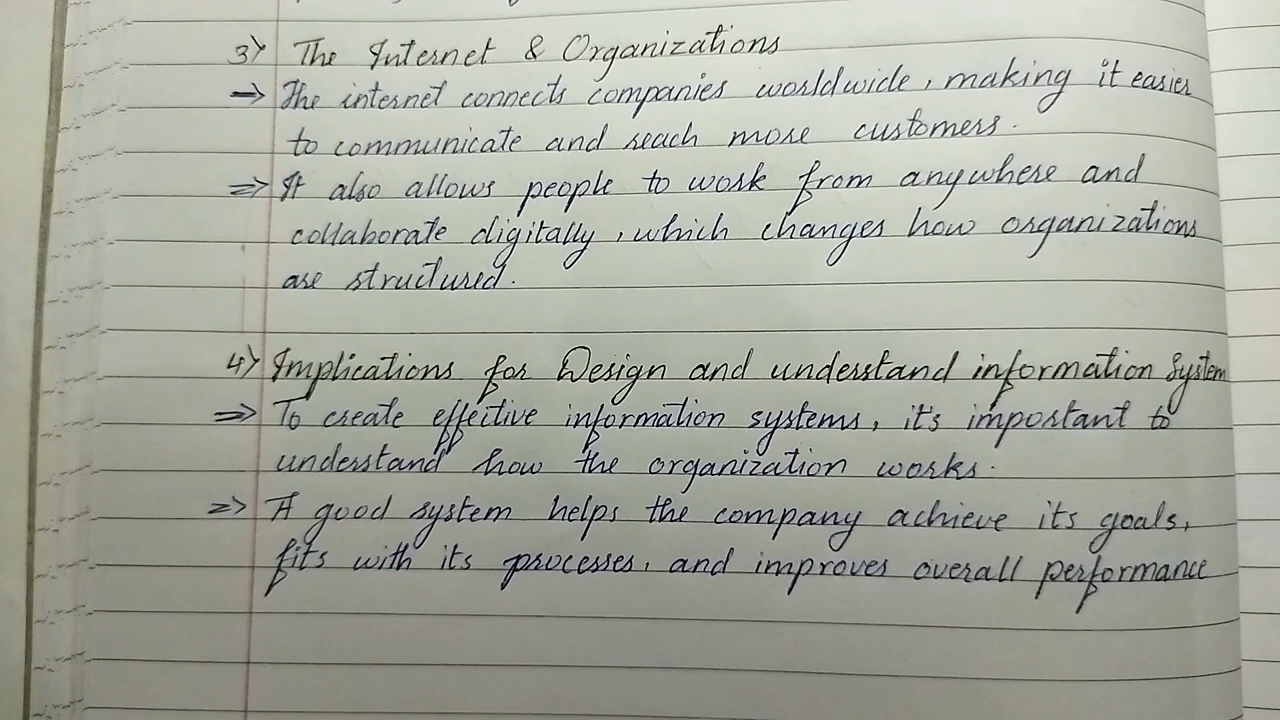 3) The Internet & Organizations
→ The internet connects companies worldwide, making it easier
to communicate and reach more customers.
⇒ It also allows people to work from anywhere and
collaborate digitally, which changes how organizations
are structured.
4) Implications for Design and understand information System
⇒ To create effective information systems, it's important to
understand how the organization works.
=> A good system helps the company achieve its goals,
fits with its processes, and improves overall performance